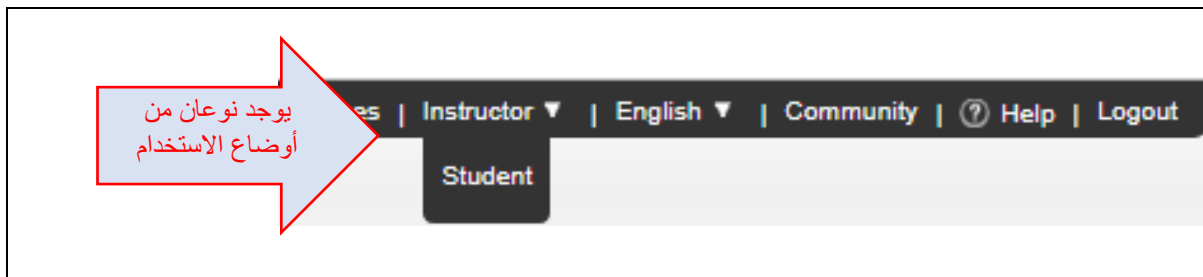 يوجد نوعان من
أوضاع الاستخدام
es | Instructor ▼ | English ▼ | Community | ? Help | Logout
Student